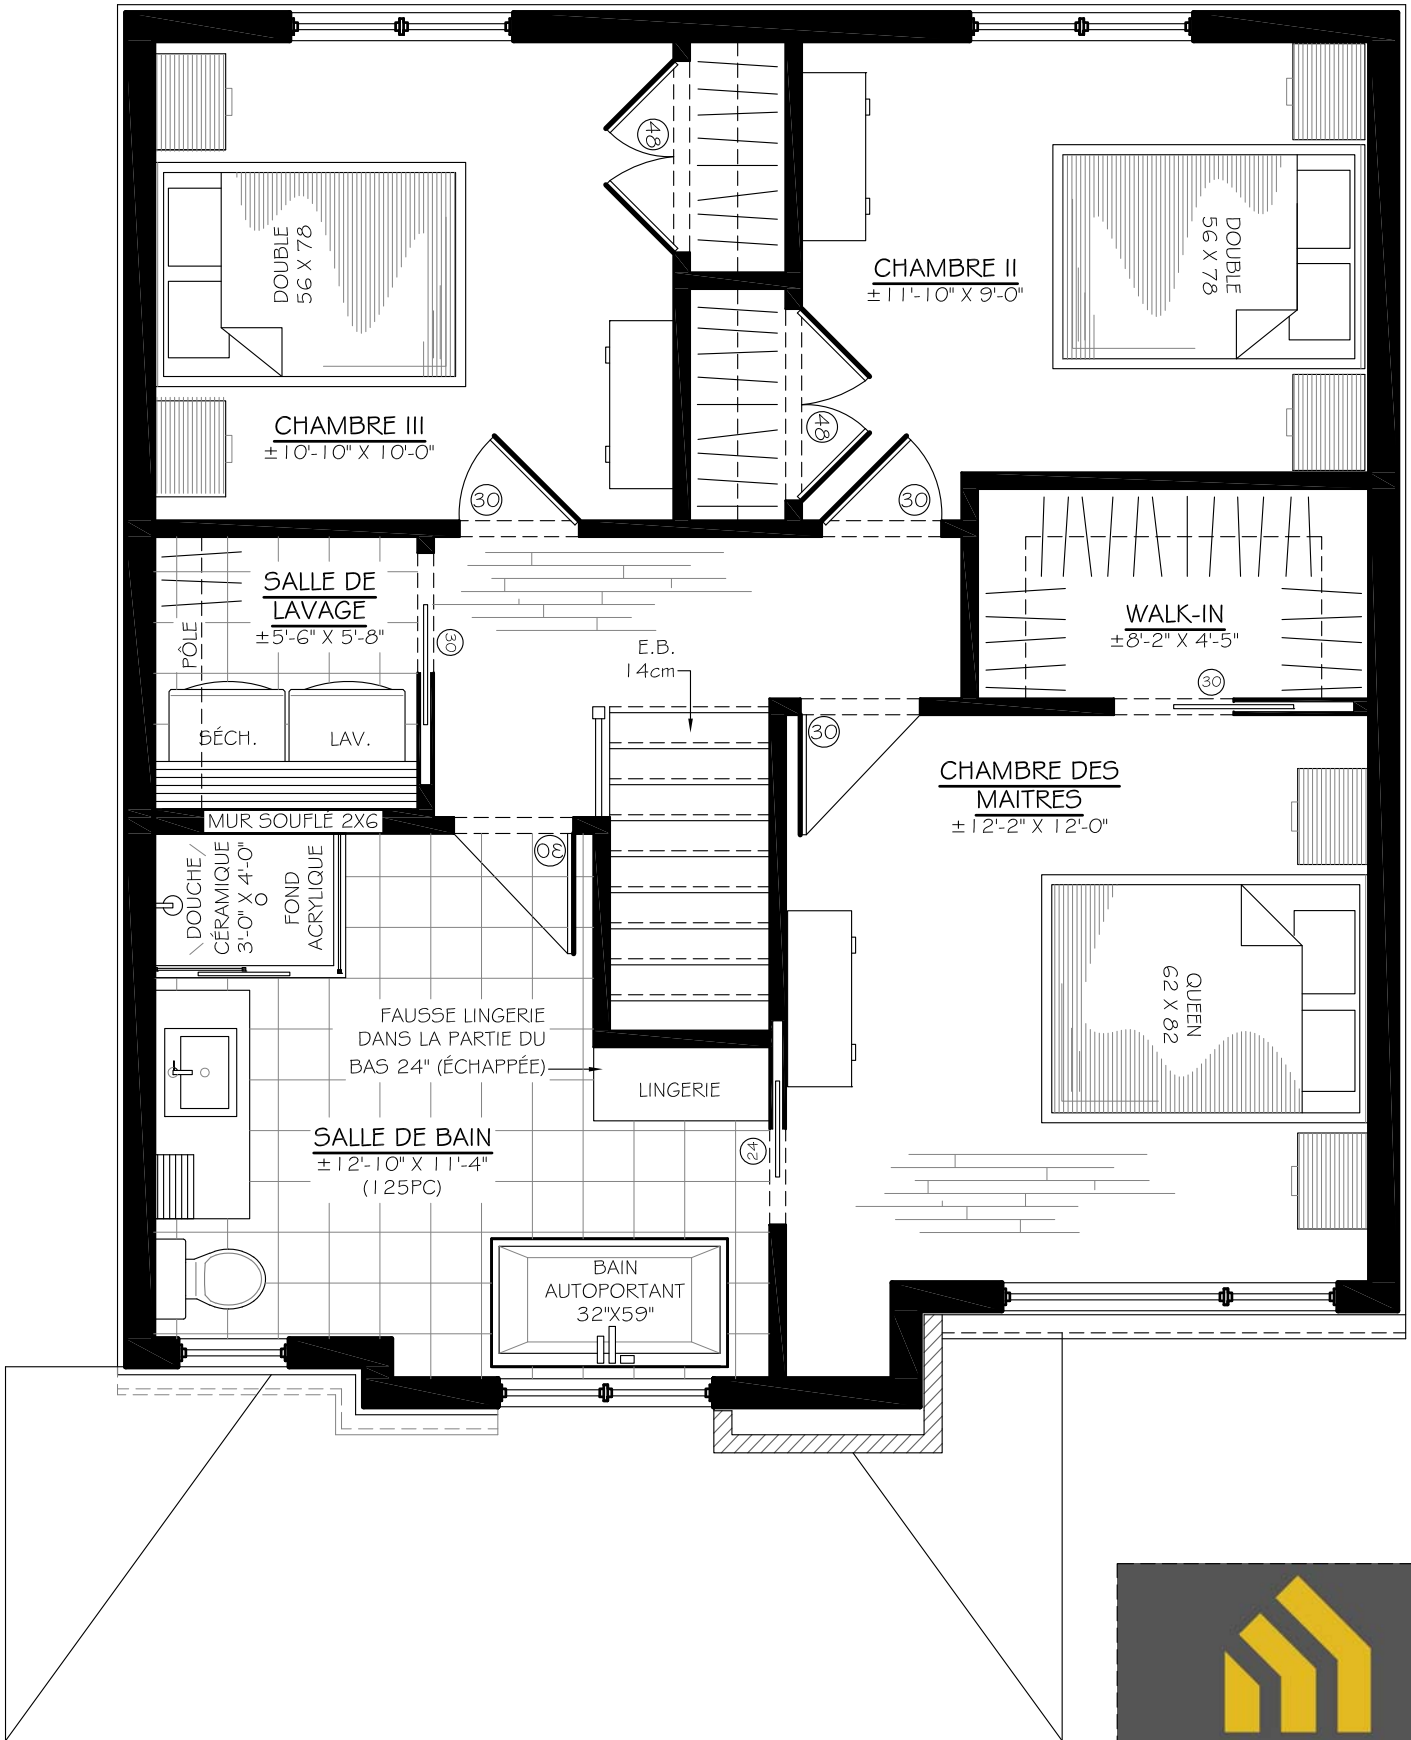 48
DOUBLE
56 X 78
CHAMBRE III
±10'-10" X 10'-0"
30
CHAMBRE II
±11'-10" X 9'-0"
DOUBLE
56 X 78
48
30
SALLE DE
LAVAGE
±5'-6" X 5'-8"
PÔLE
SÉCH.
LAV.
30
E.B.
14cm
WALK-IN
±8'-2" X 4'-5"
30
30
CHAMBRE DES
MAITRES
±12'-2" X 12'-0"
MUR SOUFLÉ 2X6
30
DOUCHE
CÉRAMIQUE
3'-0" X 4'-0"
FOND
ACRYLIQUE
QUEEN
62 X 82
FAUSSE LINGERIE
DANS LA PARTIE DU
BAS 24" (ÉCHAPPÉE)
LINGERIE
24
SALLE DE BAIN
±12'-10" X 11'-4"
(125PC)
BAIN
AUTOPORTANT
32"X59"